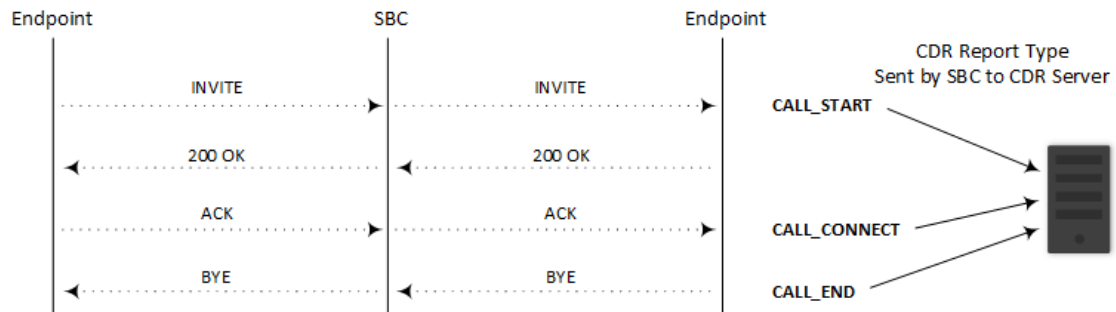 Endpoint SBC Endpoint
CDR Report Type
Sent by SBC to CDR Server
INVITE INVITE CALL_START
200 OK 200 OK
ACK ACK CALL_CONNECT
BYE BYE CALL_END